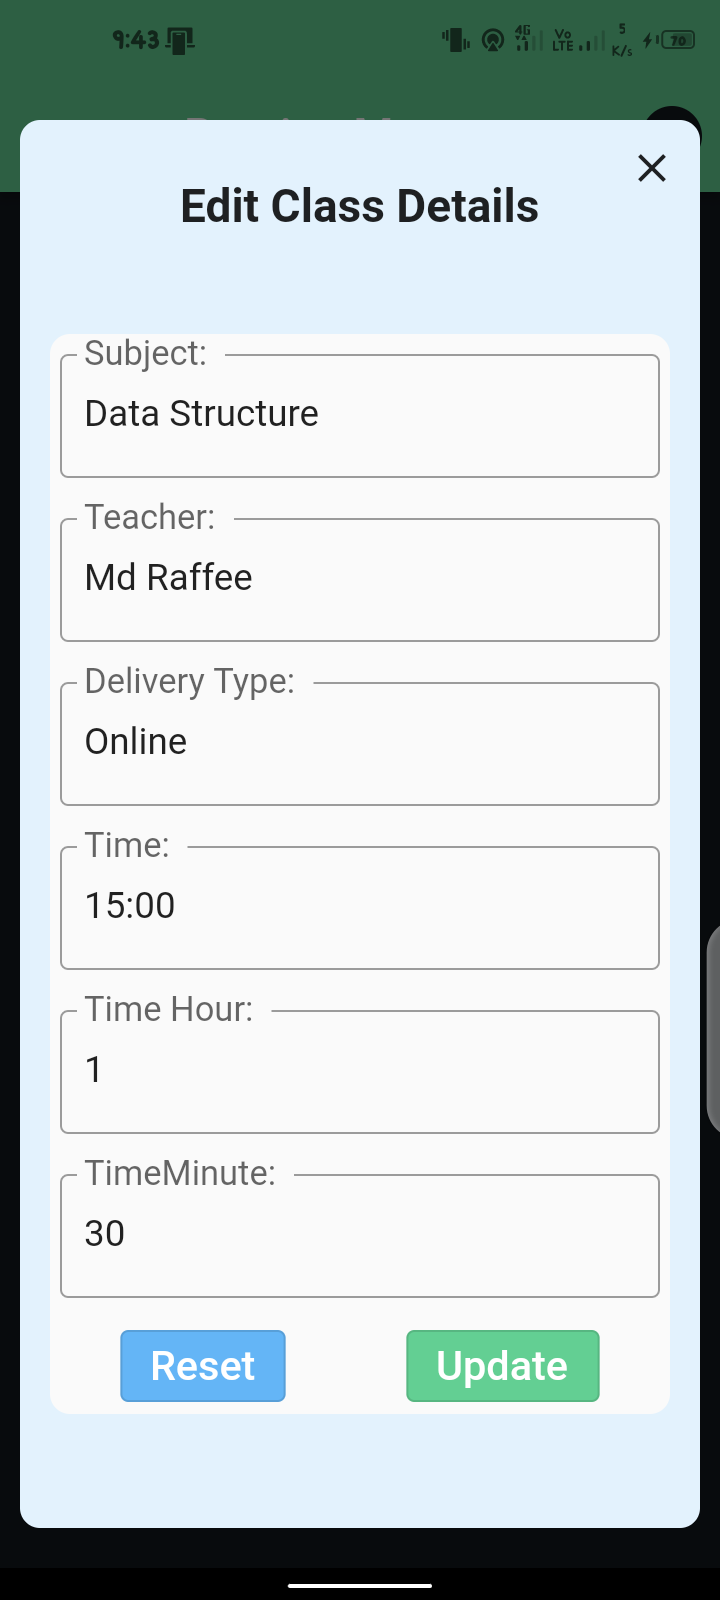 9:43 4G Vo LTE 5 K/s 70
Edit Class Details
Subject:
Data Structure
Teacher:
Md Raffee
Delivery Type:
Online
Time:
15:00
Time Hour:
1
TimeMinute:
30
Reset Update